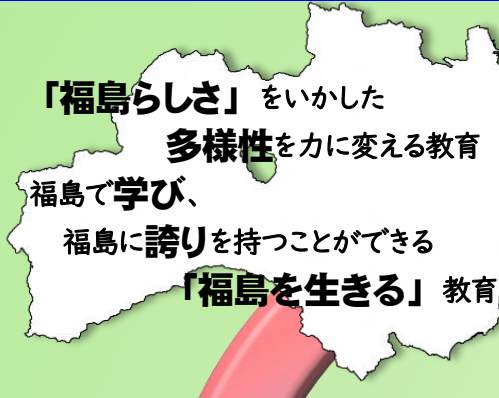 「福島らしさ」をいかした
多様性を力に変える教育
福島で学び、
福島に誇りを持つことができる
「福島を生きる」教育